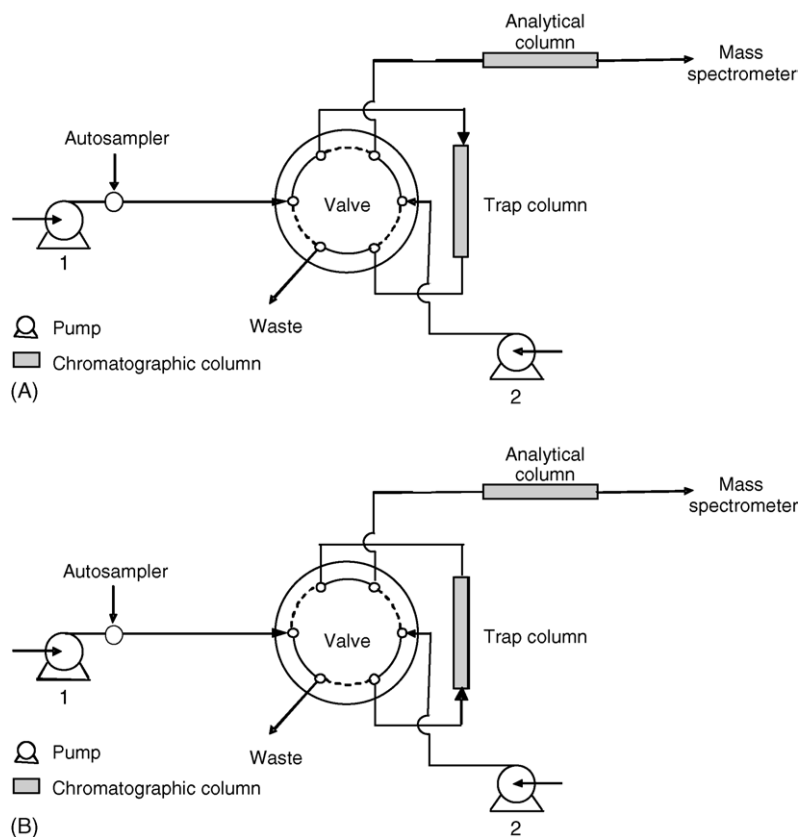 Analytical
column
Mass
spectrometer
Autosampler
Valve
Trap column
1
Waste
Pump
Chromatographic column
2
(A)
Analytical
column
Mass
spectrometer
Autosampler
Valve
Trap column
1
Waste
Pump
Chromatographic column
2
(B)